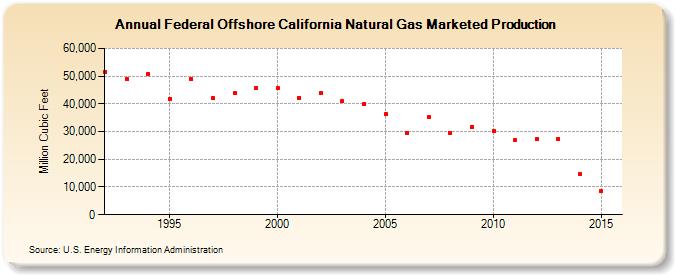 Annual Federal Offshore California Natural Gas Marketed Production
Million Cubic Feet
60,000
50,000
40,000
30,000
20,000
10,000
0
1995 2000 2005 2010 2015
Source: U.S. Energy Information Administration